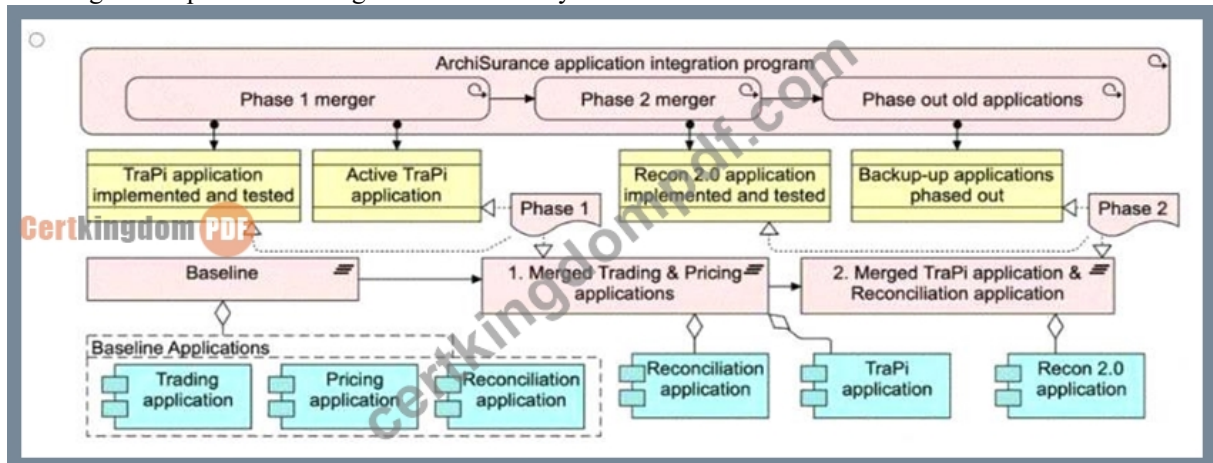 ArchiSurance application integration program
Phase 1 merger
Phase 2 merger
Phase out old applications
TraPi application
implemented and tested
Active TraPi
application
Recon 2.0 application
implemented and tested
Backup-up applications
phased out
Phase 1
Phase 2
Certkingdom PDF
Baseline
1. Merged Trading & Pricing
applications
2. Merged TraPi application &
Reconciliation application
Baseline Applications
Trading
application
Pricing
application
Reconciliation
application
Reconciliation
application
TraPi
application
Recon 2.0
application
certkingdompdf.com